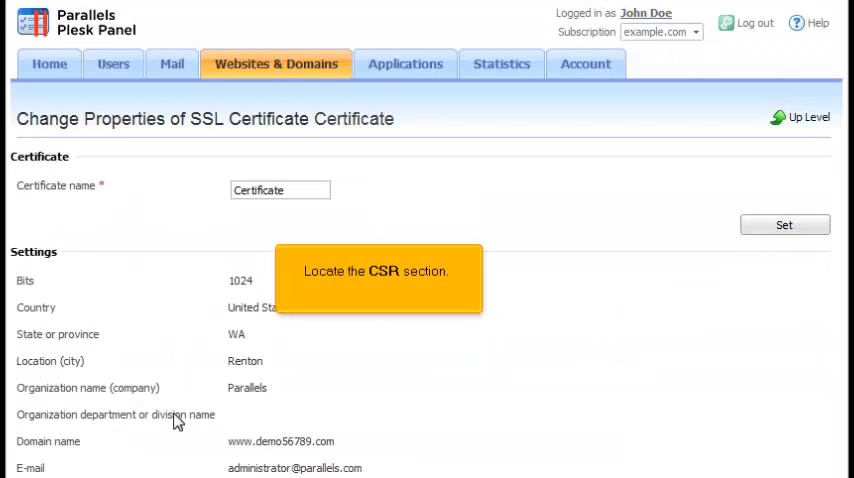 Parallels
Plesk Panel
Logged in as John Doe
Subscription example.com
Log out
Help
Home Users Mail Websites & Domains Applications Statistics Account
Change Properties of SSL Certificate Certificate
Up Level
Certificate
Certificate name * Certificate
Set
Settings
Locate the CSR section.
Bits 1024
Country United Sta
State or province WA
Location (city) Renton
Organization name (company) Parallels
Organization department or division name
Domain name www.demo56789.com
E-mail administrator@parallels.com